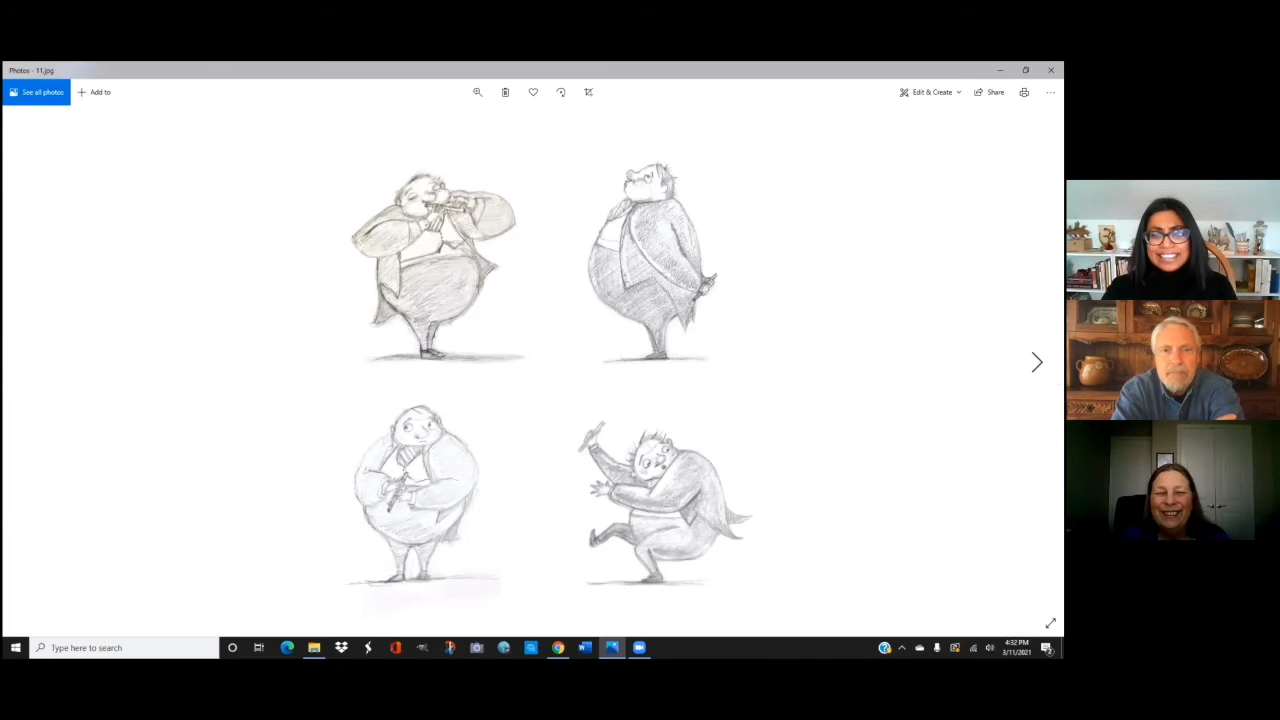 Photos - 11.jpg
See all photos
Add to
Edit & Create
Share
Type here to search
4:32 PM
3/11/2021
2